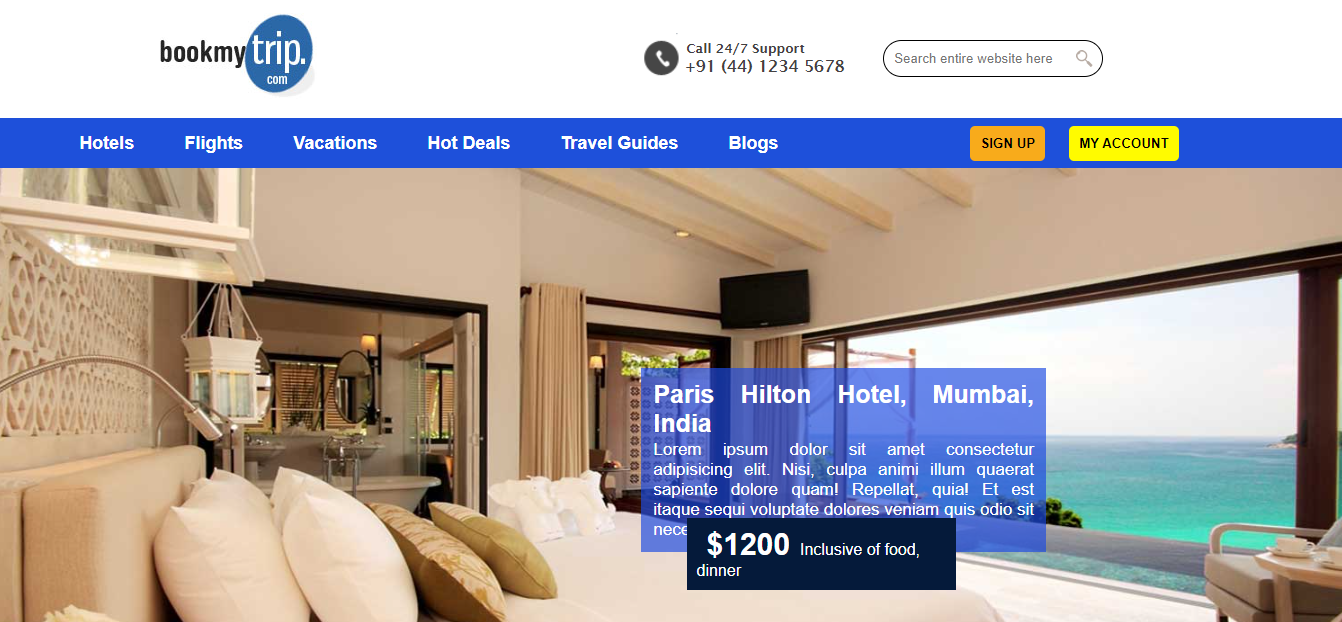 bookmytrip.
com
Call 24/7 Support
+91 (44) 1234 5678
Search entire website here
Hotels Flights Vacations Hot Deals Travel Guides Blogs SIGN UP MY ACCOUNT
Paris Hilton Hotel, Mumbai,
India
Lorem ipsum dolor sit amet consectetur
adipisicing elit. Nisi, culpa animi illum quaerat
sapiente dolore quam! Repellat, quia! Et est
itaque sequi voluptate dolores veniam quis odio sit
$1200 Inclusive of food,
dinner